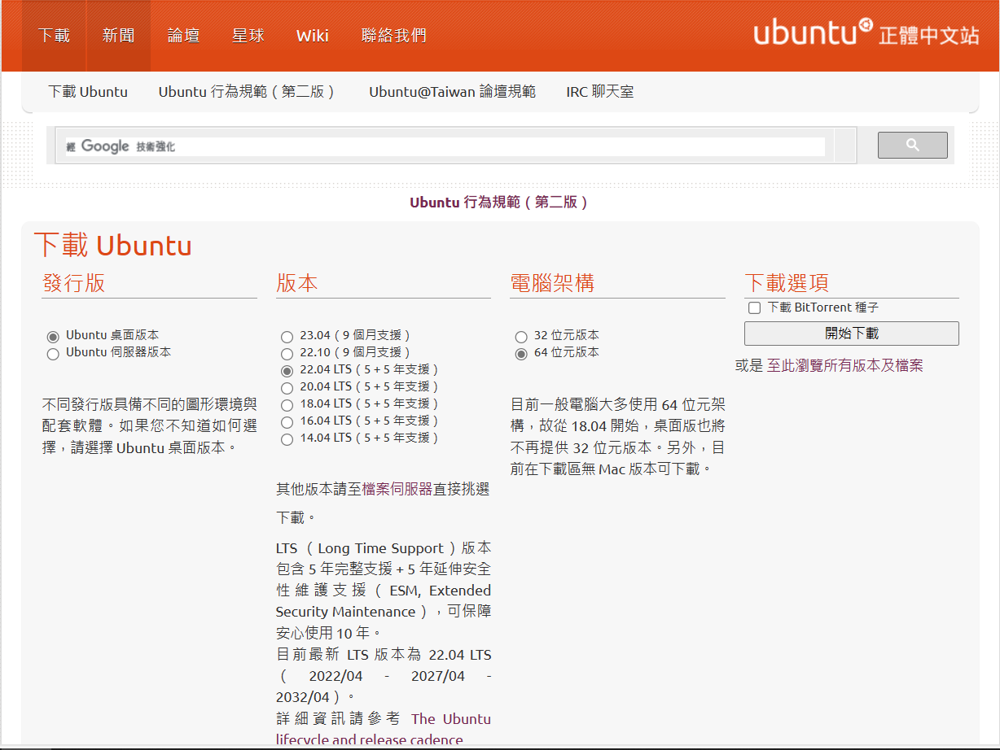 下載 新聞 論壇 星球 Wiki 聯絡我們 ubuntu 正體中文站
下載 Ubuntu Ubuntu 行為規範（第二版） Ubuntu@Taiwan 論壇規範 IRC 聊天室
經 Google 技術強化
Ubuntu 行為規範（第二版）
下載 Ubuntu
發行版
Ubuntu 桌面版本
Ubuntu 伺服器版本
不同發行版具備不同的圖形環境與
配套軟體。如果您不知道如何選
擇，請選擇 Ubuntu 桌面版本。
版本
23.04（9 個月支援）
22.10（9 個月支援）
22.04 LTS（5 + 5 年支援）
20.04 LTS（5 + 5 年支援）
18.04 LTS（5 + 5 年支援）
16.04 LTS（5 + 5 年支援）
14.04 LTS（5 + 5 年支援）
其他版本請至檔案伺服器直接挑選
下載。
LTS （Long Time Support）版本
包含 5 年完整支援 + 5 年延伸安全
性維護支援（ESM, Extended
Security Maintenance），可保障
安心使用 10 年。
目前最新 LTS 版本為 22.04 LTS
（2022/04 - 2027/04 -
2032/04）。
詳細資訊請參考 The Ubuntu
lifecycle and release cadence
電腦架構
32 位元版本
64 位元版本
目前一般電腦大多使用 64 位元架
構，故從 18.04 開始，桌面版也將
不再提供 32 位元版本。另外，目
前在下載區無 Mac 版本可下載。
下載選項
下載 BitTorrent 種子
開始下載
或是 至此瀏覽所有版本及檔案